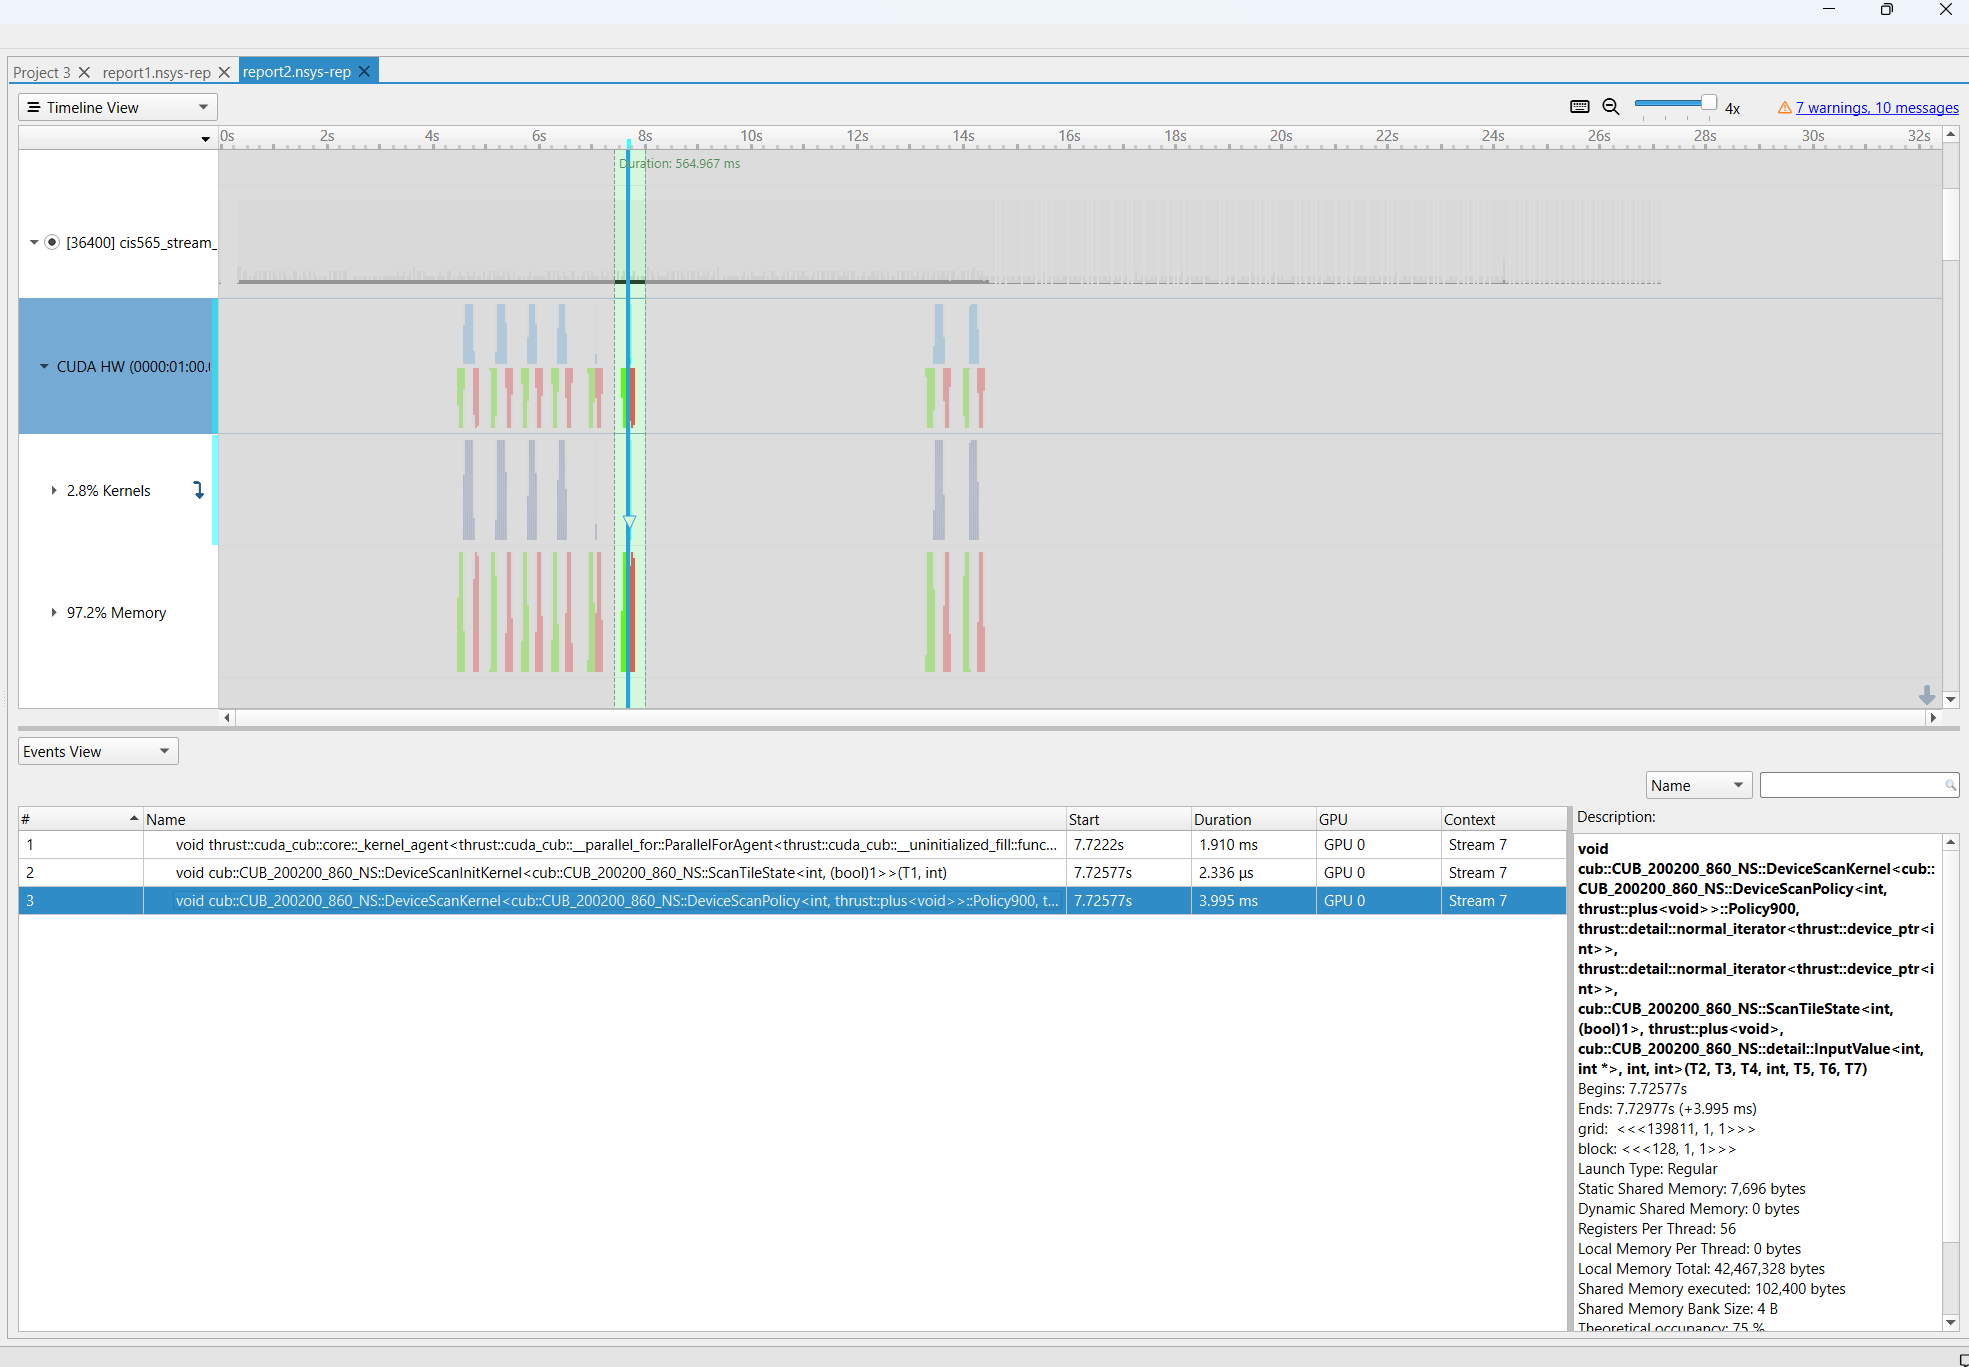 Project 3
report1.nsys-rep
report2.nsys-rep
Timeline View
4x
7 warnings, 10 messages
0s 2s 4s 6s 8s 10s 12s 14s 16s 18s 20s 22s 24s 26s 28s 30s 32s
Duration: 564.967 ms
[36400] cis565_stream_
CUDA HW (0000:01:00.
2.8% Kernels
97.2% Memory
Events View
Name
# Name Start Duration GPU Context
1 void thrust::cuda_cub::core::_kernel_agent<thrust::cuda_cub::__parallel_for::ParallelForAgent<thrust::cuda_cub::__uninitialized_fill::func... 7.7222s 1.910 ms GPU 0 Stream 7
2 void cub::CUB_200200_860_NS::DeviceScanInitKernel<cub::CUB_200200_860_NS::ScanTileState<int, (bool)1>>(T1, int) 7.72577s 2.336 μs GPU 0 Stream 7
3 void cub::CUB_200200_860_NS::DeviceScanKernel<cub::CUB_200200_860_NS::DeviceScanPolicy<int, thrust::plus<void>>::Policy900, t... 7.72577s 3.995 ms GPU 0 Stream 7
Description:
void
cub::CUB_200200_860_NS::DeviceScanKernel<cub::
CUB_200200_860_NS::DeviceScanPolicy<int,
thrust::plus<void>>::Policy900,
thrust::detail::normal_iterator<thrust::device_ptr<i
nt>>,
thrust::detail::normal_iterator<thrust::device_ptr<i
nt>>,
cub::CUB_200200_860_NS::ScanTileState<int,
(bool)1>, thrust::plus<void>,
cub::CUB_200200_860_NS::detail::InputValue<int,
int *>, int, int>(T2, T3, T4, int, T5, T6, T7)
Begins: 7.72577s
Ends: 7.72977s (+3.995 ms)
grid: <<<139811, 1, 1>>>
block: <<<128, 1, 1>>>
Launch Type: Regular
Static Shared Memory: 7,696 bytes
Dynamic Shared Memory: 0 bytes
Registers Per Thread: 56
Local Memory Per Thread: 0 bytes
Local Memory Total: 42,467,328 bytes
Shared Memory executed: 102,400 bytes
Shared Memory Bank Size: 4 B
Theoretical occupancy: 75 %